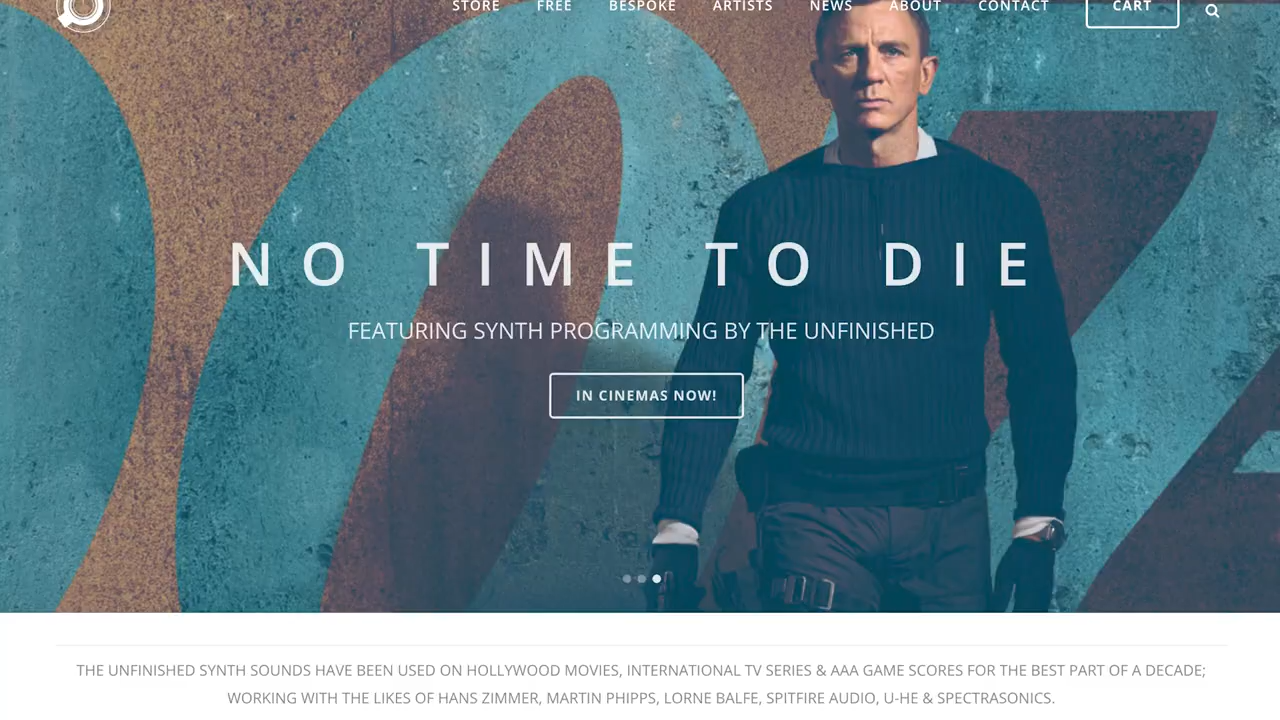 STORE FREE BESPOKE ARTISTS NEWS ABOUT CONTACT CART
NO TIME TO DIE
FEATURING SYNTH PROGRAMMING BY THE UNFINISHED
IN CINEMAS NOW!
THE UNFINISHED SYNTH SOUNDS HAVE BEEN USED ON HOLLYWOOD MOVIES, INTERNATIONAL TV SERIES & AAA GAME SCORES FOR THE BEST PART OF A DECADE;
WORKING WITH THE LIKES OF HANS ZIMMER, MARTIN PHIPPS, LORNE BALFE, SPITFIRE AUDIO, U-HE & SPECTRASONICS.